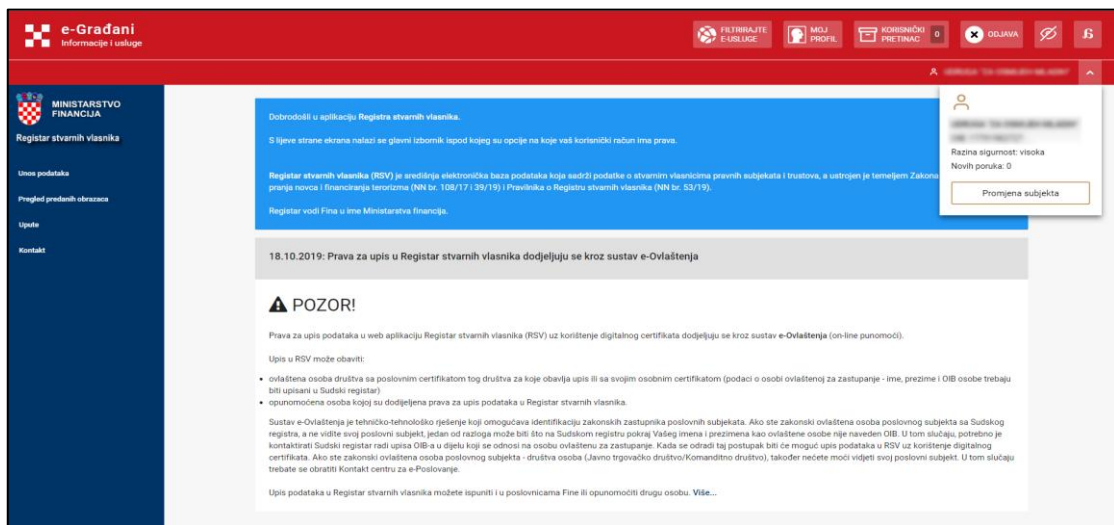 e-Građani
Informacije i usluge
FILTRIRAJTE
E-USLUGE
MOJ
PROFIL
KORISNIČKI
PRETINAC
0
ODJAVA
MINISTARSTVO
FINANCIJA
Registar stvarnih vlasnika
Unos podataka
Pregled predanih obrazaca
Upute
Kontakt
Dobrodošli u aplikaciju Registra stvarnih vlasnika.
S lijeve strane ekrana nalazi se glavni izbornik ispod kojeg su opcije na koje vaš korisnički račun ima prava.
Registar stvarnih vlasnika (RSV) je središnja elektronička baza podataka koja sadrži podatke o stvarnim vlasnicima pravnih subjekata i trustova, a ustrojen je temeljem Zakona
pranja novca i financiranja terorizma (NN br. 108/17 i 39/19) i Pravilnika o Registru stvarnih vlasnika (NN br. 53/19).
Registar vodi Fina u ime Ministarstva financija.
Razina sigurnost: visoka
Novih poruka: 0
Promjena subjekta
18.10.2019: Prava za upis u Registar stvarnih vlasnika dodjeljuju se kroz sustav e-Ovlaštenja
POZOR!
Prava za upis podataka u web aplikaciju Registar stvarnih vlasnika (RSV) uz korištenje digitalnog certifikata dodjeljuju se kroz sustav e-Ovlaštenja (on-line punomoći).
Upis u RSV može obaviti:
• ovlaštena osoba društva sa poslovnim certifikatom tog društva za koje obavlja upis ili sa svojim osobnim certifikatom (podaci o osobi ovlaštenoj za zastupanje - ime, prezime i OIB osobe trebaju
biti upisani u Sudski registar)
• opunomoćena osoba kojoj su dodijeljena prava za upis podataka u Registar stvarnih vlasnika.
Sustav e-Ovlaštenja je tehničko-tehnološko rješenje koji omogućava identifikaciju zakonskih zastupnika poslovnih subjekata. Ako ste zakonski ovlaštena osoba poslovnog subjekta sa Sudskog
registra, a ne vidite svoj poslovni subjekt, jedan od razloga može biti što na Sudskom registru pokraj Vašeg imena i prezimena kao ovlaštene osobe nije naveden OIB. U tom slučaju, potrebno je
kontaktirati Sudski registar radi upisa OIB-a u dijelu koji se odnosi na osobu ovlaštenu za zastupanje. Kada se odradi taj postupak biti će moguć upis podataka u RSV uz korištenje digitalnog
certifikata. Ako ste zakonski ovlaštena osoba poslovnog subjekta - društva osoba (Javno trgovačko društvo/Komanditno društvo), također nećete moći vidjeti svoj poslovni subjekt. U tom slučaju
trebate se obratiti Kontakt centru za e-Poslovanje.
Upis podataka u Registar stvarnih vlasnika možete ispuniti i u poslovnicama Fine ili opunomoćiti drugu osobu. Više...